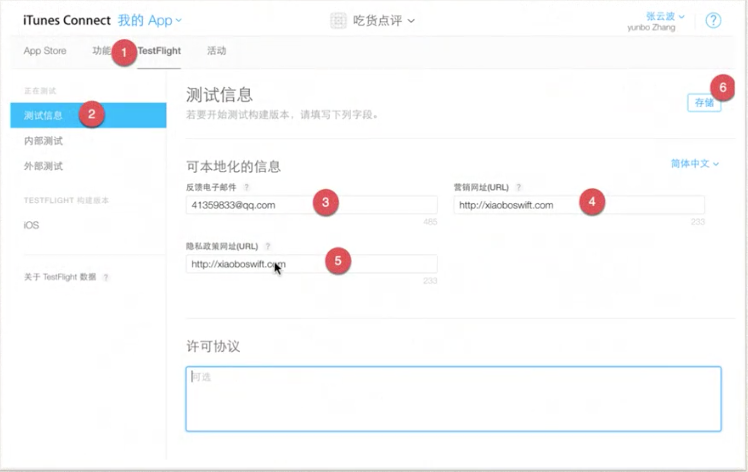 iTunes Connect 我的 App 吃货点评 张云波 ?
yunbo Zhang
App Store 功能 1 TestFlight 活动
正在测试
测试信息 2
内部测试
外部测试
TESTFLIGHT 构建版本
iOS
关于 TestFlight 数据 ?
测试信息
若要开始测试构建版本，请填写下列字段。
6
存储
可本地化的信息 简体中文
反馈电子邮件 ? 营销网址(URL) ?
41359833@qq.com 3 http://xiaoboswift.com 4
485 233
隐私政策网址(URL) ?
http://xiaoboswift.com 5
233
许可协议
可选